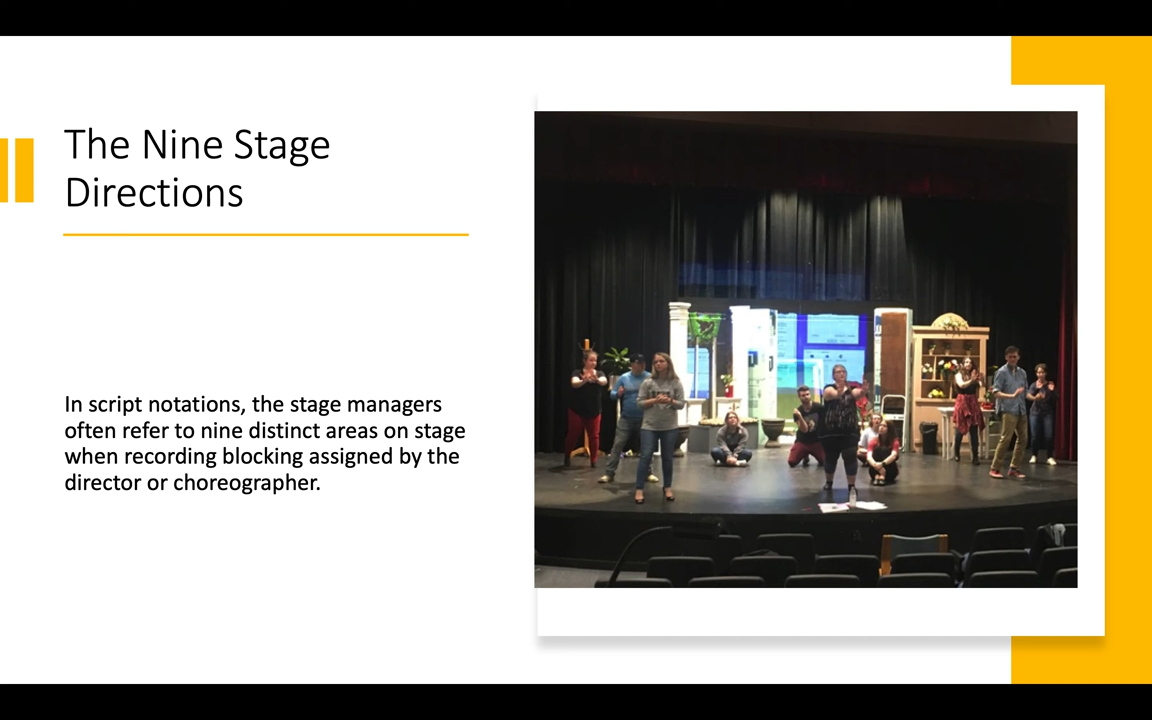 The Nine Stage
Directions
In script notations, the stage managers
often refer to nine distinct areas on stage
when recording blocking assigned by the
director or choreographer.